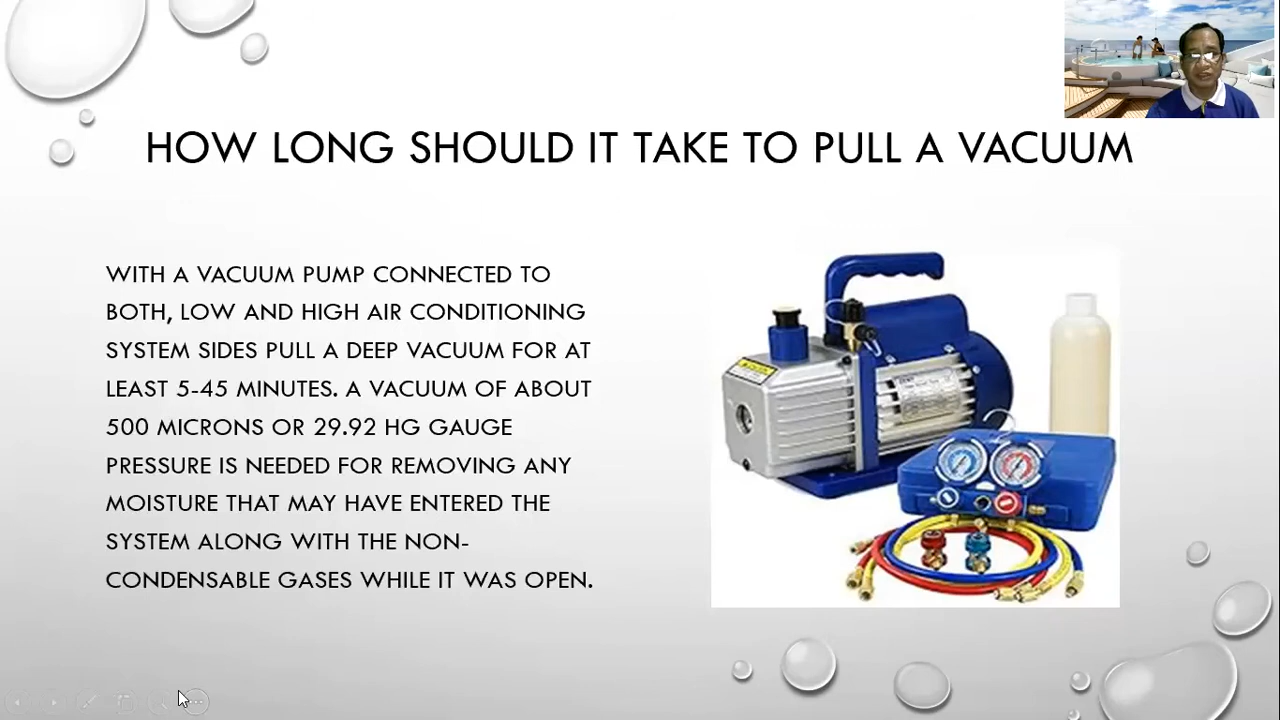 HOW LONG SHOULD IT TAKE TO PULL A VACUUM
WITH A VACUUM PUMP CONNECTED TO
BOTH, LOW AND HIGH AIR CONDITIONING
SYSTEM SIDES PULL A DEEP VACUUM FOR AT
LEAST 5-45 MINUTES. A VACUUM OF ABOUT
500 MICRONS OR 29.92 HG GAUGE
PRESSURE IS NEEDED FOR REMOVING ANY
MOISTURE THAT MAY HAVE ENTERED THE
SYSTEM ALONG WITH THE NON-
CONDENSABLE GASES WHILE IT WAS OPEN.